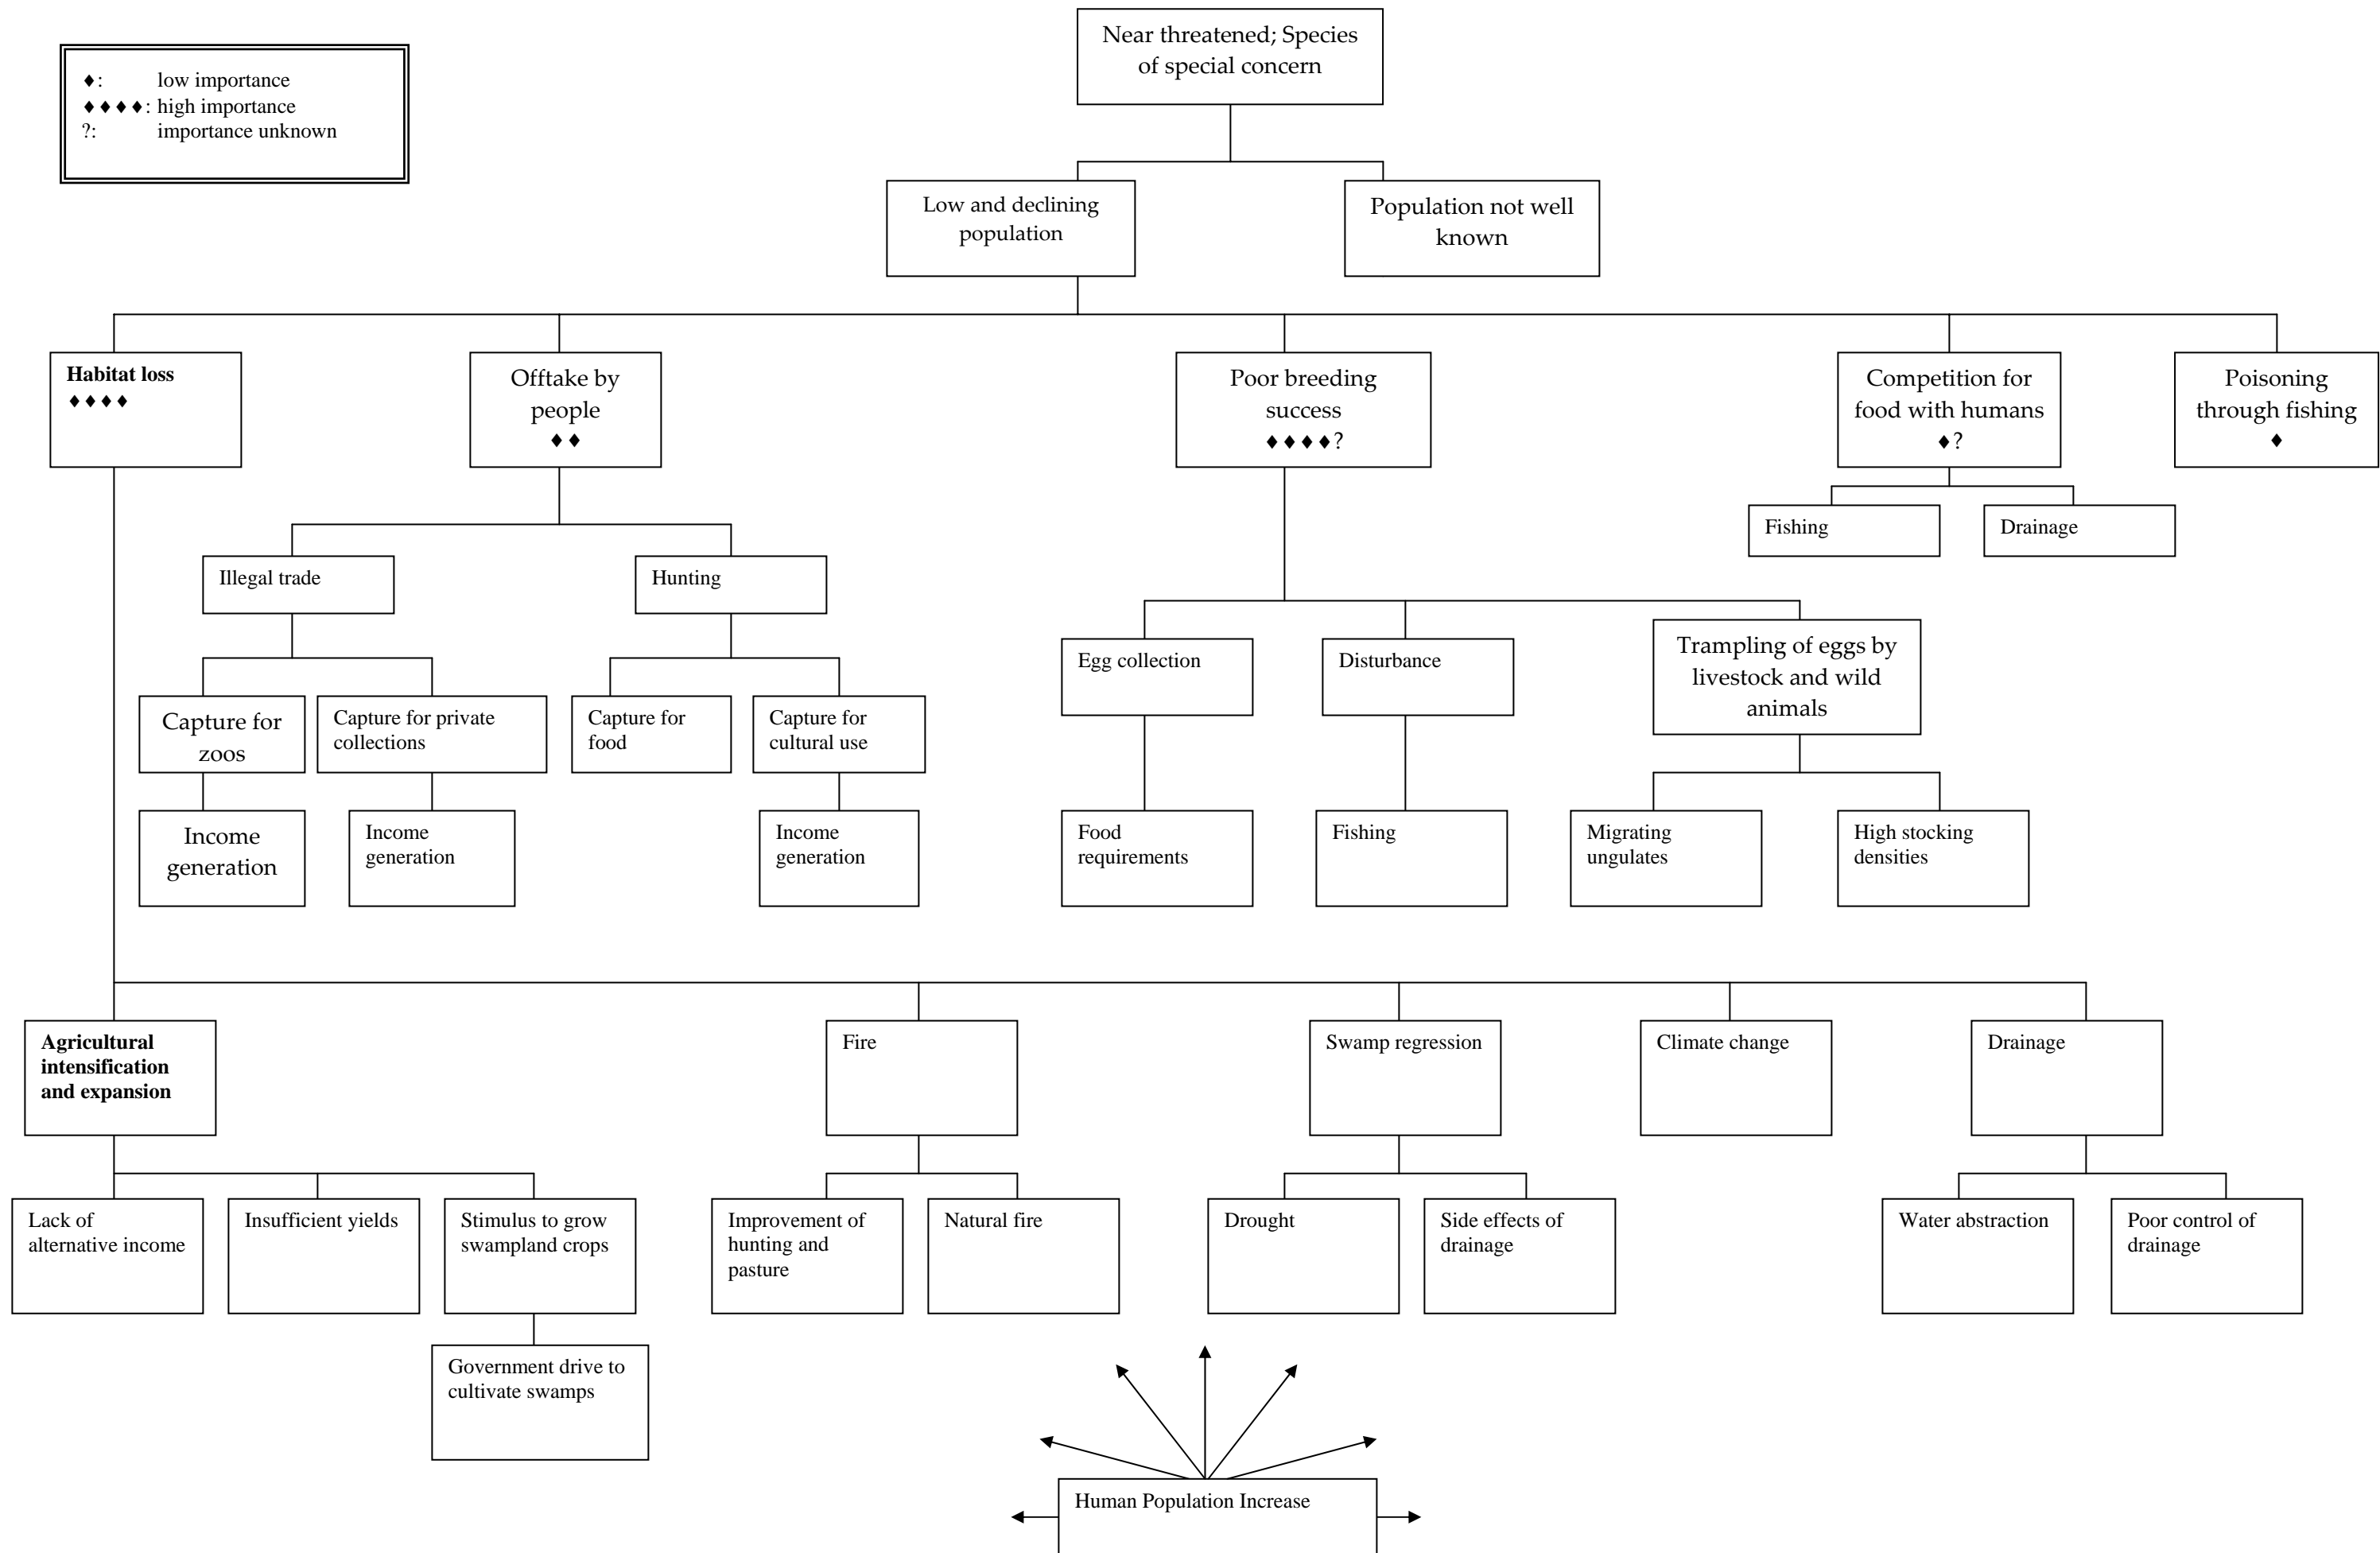 Near threatened; Species
of special concern
♦: low importance
♦♦♦♦: high importance
?: importance unknown
Low and declining
population
Population not well
known
Habitat loss
♦♦♦♦
Offtake by
people
♦♦
Poor breeding
success
♦♦♦♦?
Competition for
food with humans
♦?
Poisoning
through fishing
♦
Fishing
Drainage
Illegal trade
Hunting
Egg collection
Disturbance
Trampling of eggs by
livestock and wild
animals
Capture for
zoos
Capture for private
collections
Capture for
food
Capture for
cultural use
Income
generation
Income
generation
Income
generation
Food
requirements
Fishing
Migrating
ungulates
High stocking
densities
Agricultural
intensification
and expansion
Fire
Swamp regression
Climate change
Drainage
Lack of
alternative income
Insufficient yields
Stimulus to grow
swampland crops
Improvement of
hunting and
pasture
Natural fire
Drought
Side effects of
drainage
Water abstraction
Poor control of
drainage
Government drive to
cultivate swamps
Human Population Increase